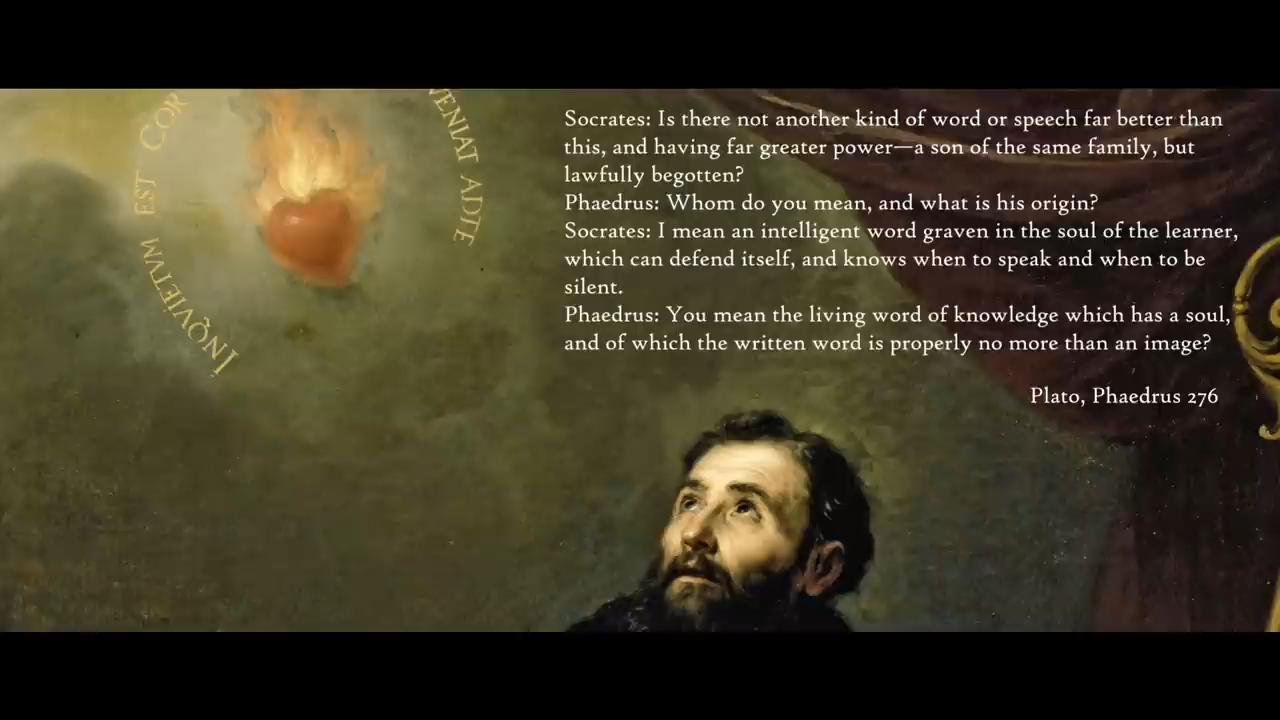 INQVIETVM EST COR
VENIAT ADTE
Socrates: Is there not another kind of word or speech far better than
this, and having far greater power—a son of the same family, but
lawfully begotten?
Phaedrus: Whom do you mean, and what is his origin?
Socrates: I mean an intelligent word graven in the soul of the learner,
which can defend itself, and knows when to speak and when to be
silent.
Phaedrus: You mean the living word of knowledge which has a soul,
and of which the written word is properly no more than an image?
Plato, Phaedrus 276